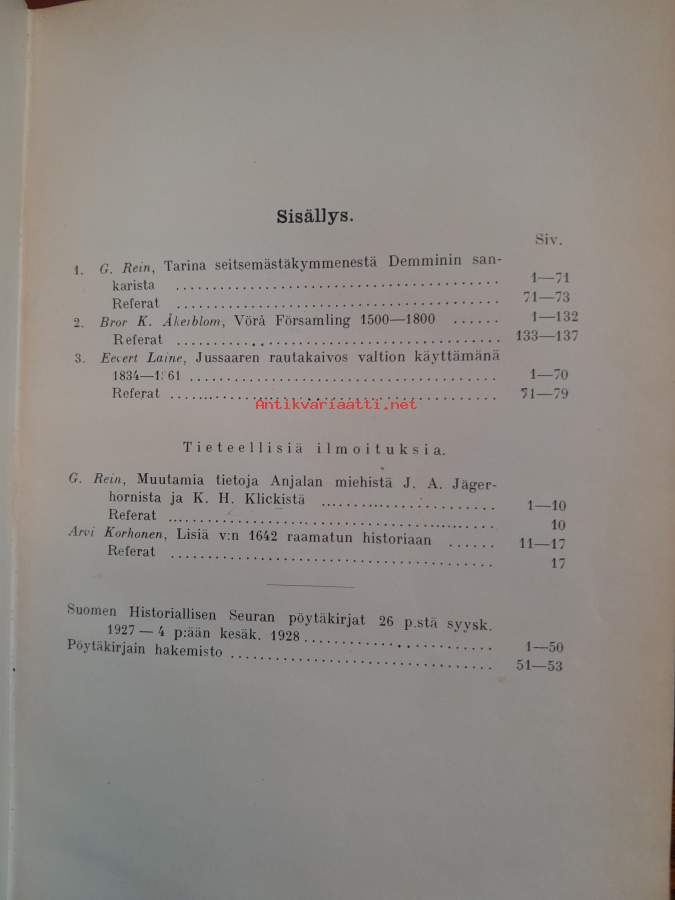 Sisällys.
Siv.
1. G. Rein, Tarina seitsemästäkymmenestä Demminin san-
karista 1—71
Referat 71—73
2. Bror K. Åkerblom, Vörå Församling 1500—1800 1—132
Referat 133—137
3. Eevert Laine, Jussaaren rautakaivos valtion käyttämänä
1834—1861 1—70
Referat 71—79
Antikvariaatti.net
Tieteellisiä ilmoituksia.
G. Rein, Muutamia tietoja Anjalan miehistä J. A. Jäger-
hornista ja K. H. Klickistä 1—10
Referat 10
Arvi Korhonen, Lisiä v:n 1642 raamatun historiaan 11—17
Referat 17
Suomen Historiallisen Seuran pöytäkirjat 26 p:stä syysk.
1927 — 4 p:ään kesäk. 1928 1—50
Pöytäkirjain hakemisto 51—53